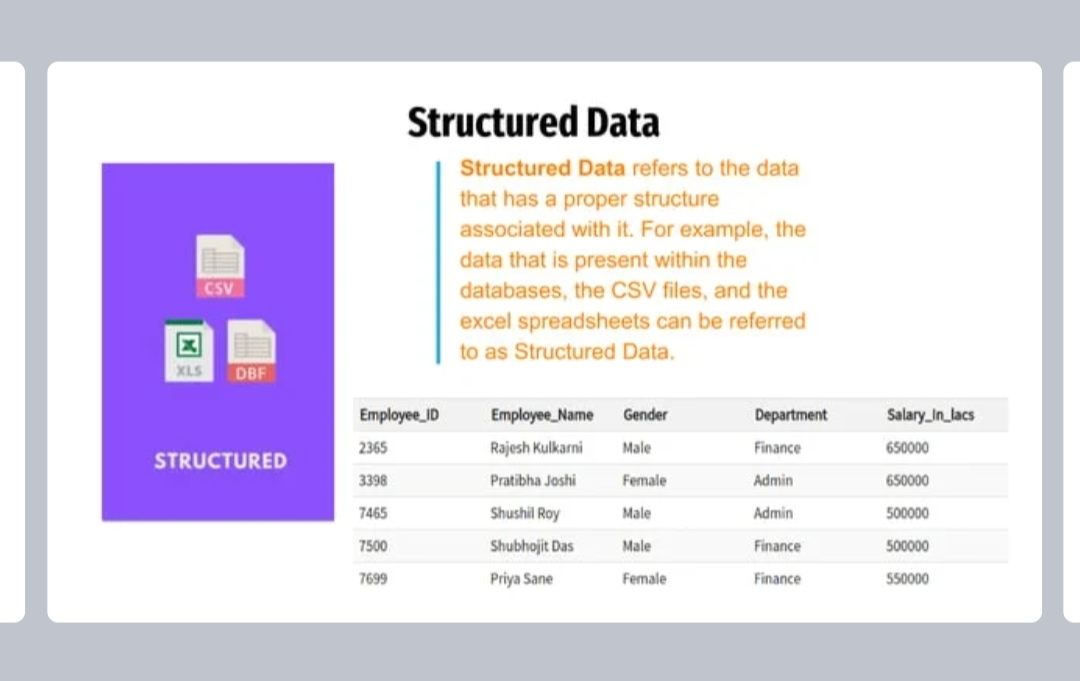 Structured Data
Structured Data refers to the data
that has a proper structure
associated with it. For example, the
data that is present within the
databases, the CSV files, and the
excel spreadsheets can be referred
to as Structured Data.
CSV
XLS DBF
STRUCTURED
Employee_ID Employee_Name Gender Department Salary_In_lacs
2365 Rajesh Kulkarni Male Finance 650000
3398 Pratibha Joshi Female Admin 650000
7465 Shushil Roy Male Admin 500000
7500 Shubhojit Das Male Finance 500000
7699 Priya Sane Female Finance 550000